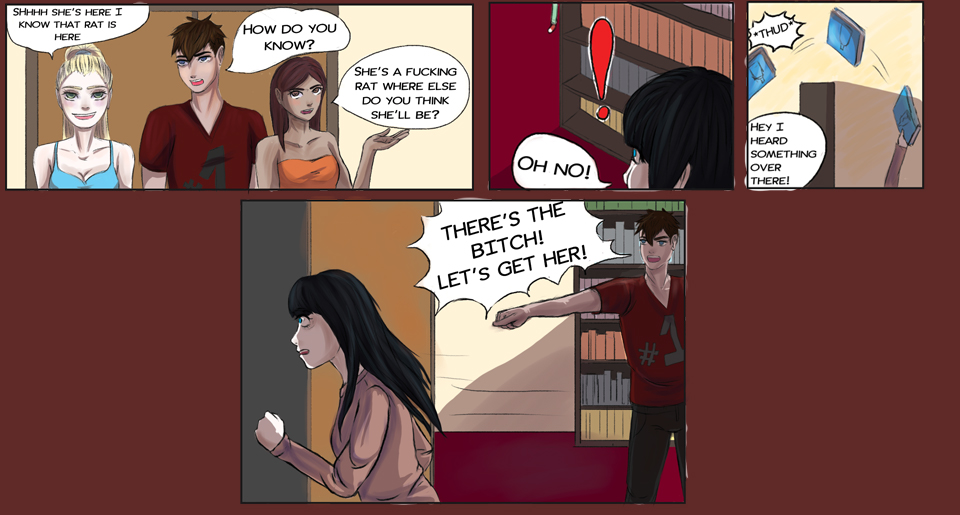 SHHHH SHE'S HERE I
KNOW THAT RAT IS
HERE
HOW DO YOU
KNOW?
SHE'S A FUCKING
RAT WHERE ELSE
DO YOU THINK
SHE'LL BE?
#1
!
OH NO!
*THUD*
HEY I
HEARD
SOMETHING
OVER
THERE!
THERE'S THE
BITCH!
LET'S GET HER!
#1